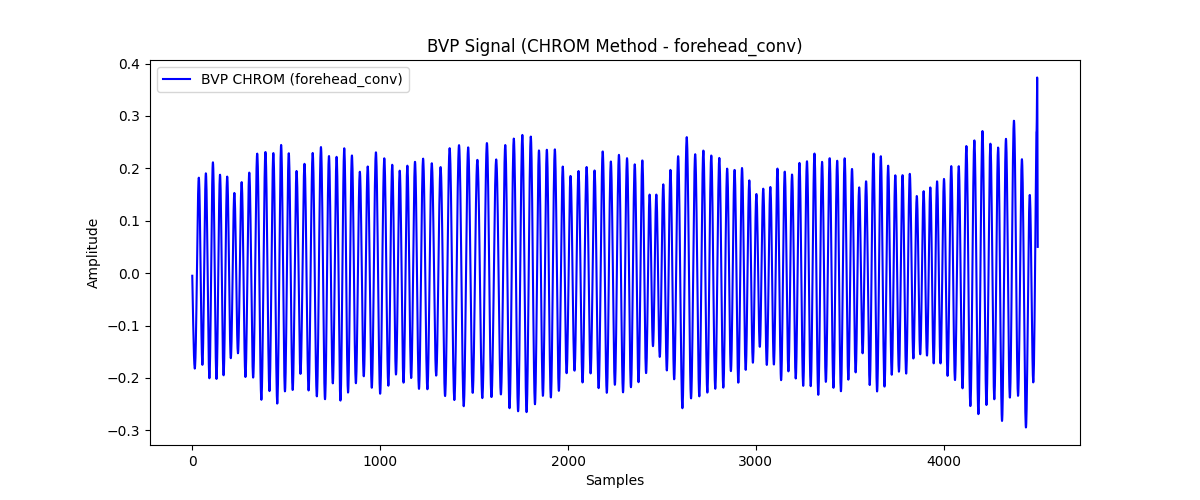 BVP Signal (CHROM Method - forehead_conv)
BVP CHROM (forehead_conv)
0.4
0.3
0.2
0.1
0.0
−0.1
−0.2
−0.3
Amplitude
0 1000 2000 3000 4000
Samples